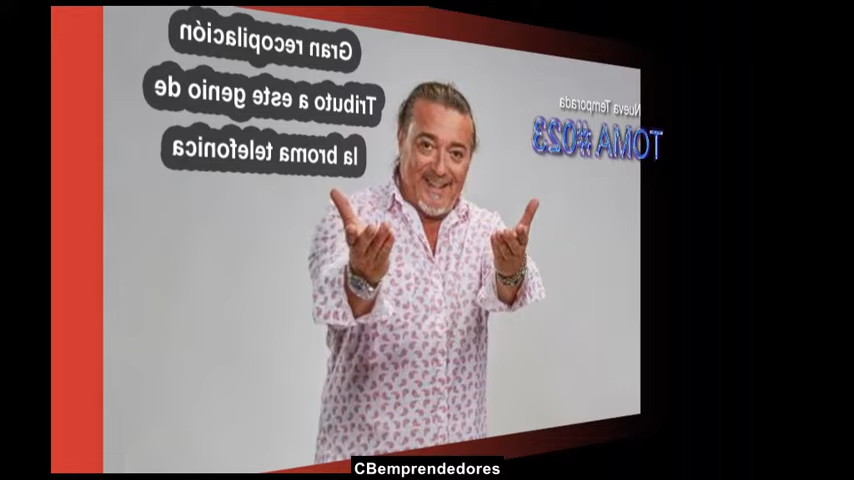 Gran recopilación
Tributo a este genio de
la broma telefonica
Nueva Temporada
TOMA#023
CBemprendedores